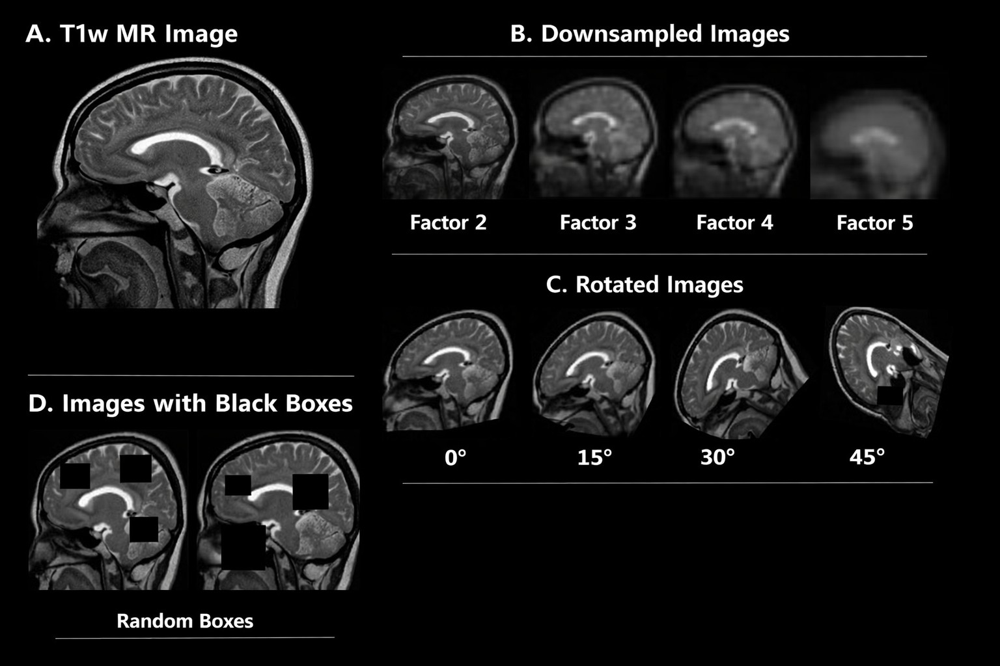 A. T1w MR Image
B. Downsampled Images
Factor 2
Factor 3
Factor 4
Factor 5
C. Rotated Images
0°
15°
30°
45°
D. Images with Black Boxes
Random Boxes